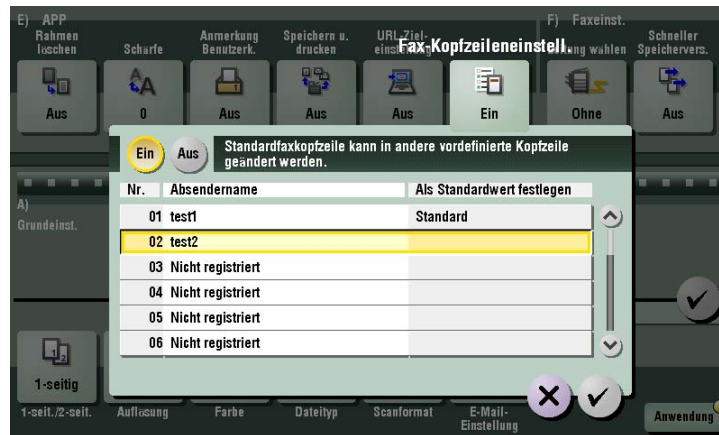 E) APP
F) Faxeinst.
Rahmen löschen
Schärfe
Anmerkung Benutzerk.
Speichern u. drucken
URL-Ziel-
Fax-Kopfzeileneinstell.
wählen
Schneller Speichervers.
Aus
0
Aus
Aus
Aus
Ein
Ohne
Aus
Ein
Aus
Standardfaxkopfzeile kann in andere vordefinierte Kopfzeile
geändert werden.
Nr. Absendername Als Standardwert festlegen
01 test1 Standard
02 test2
03 Nicht registriert
04 Nicht registriert
05 Nicht registriert
06 Nicht registriert
A)
Grundeinst.
1-seitig
1-seit./2-seit.
Auflösung
Farbe
Dateityp
Scanformat
E-Mail-
Einstellung
Anwendung